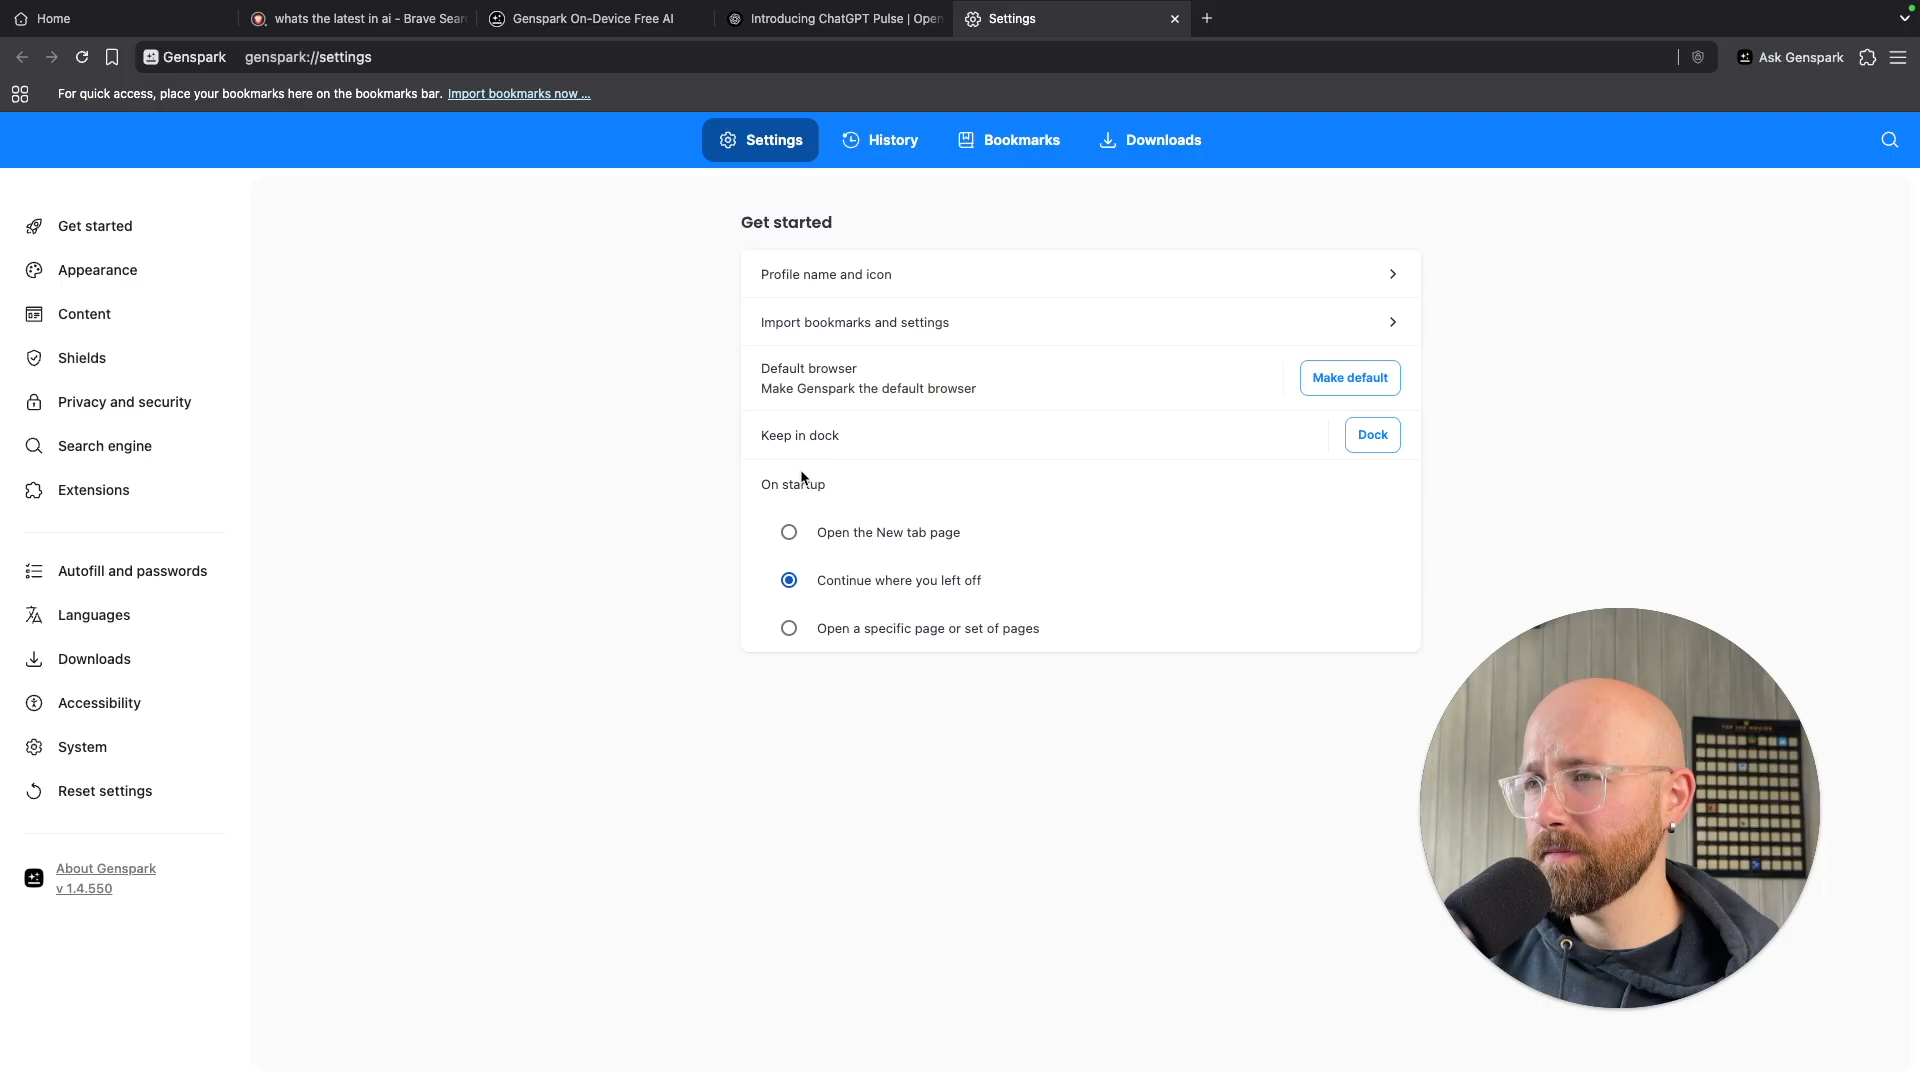 Home
whats the latest in ai - Brave Sear
Genspark On-Device Free AI
Introducing ChatGPT Pulse | Open
Settings
Genspark
genspark://settings
Ask Genspark
For quick access, place your bookmarks here on the bookmarks bar. Import bookmarks now ...
Settings
History
Bookmarks
Downloads
Get started
Appearance
Content
Shields
Privacy and security
Search engine
Extensions
Autofill and passwords
Languages
Downloads
Accessibility
System
Reset settings
About Genspark
v 1.4.550
Get started
Profile name and icon
Import bookmarks and settings
Default browser
Make Genspark the default browser
Make default
Keep in dock
Dock
On startup
Open the New tab page
Continue where you left off
Open a specific page or set of pages